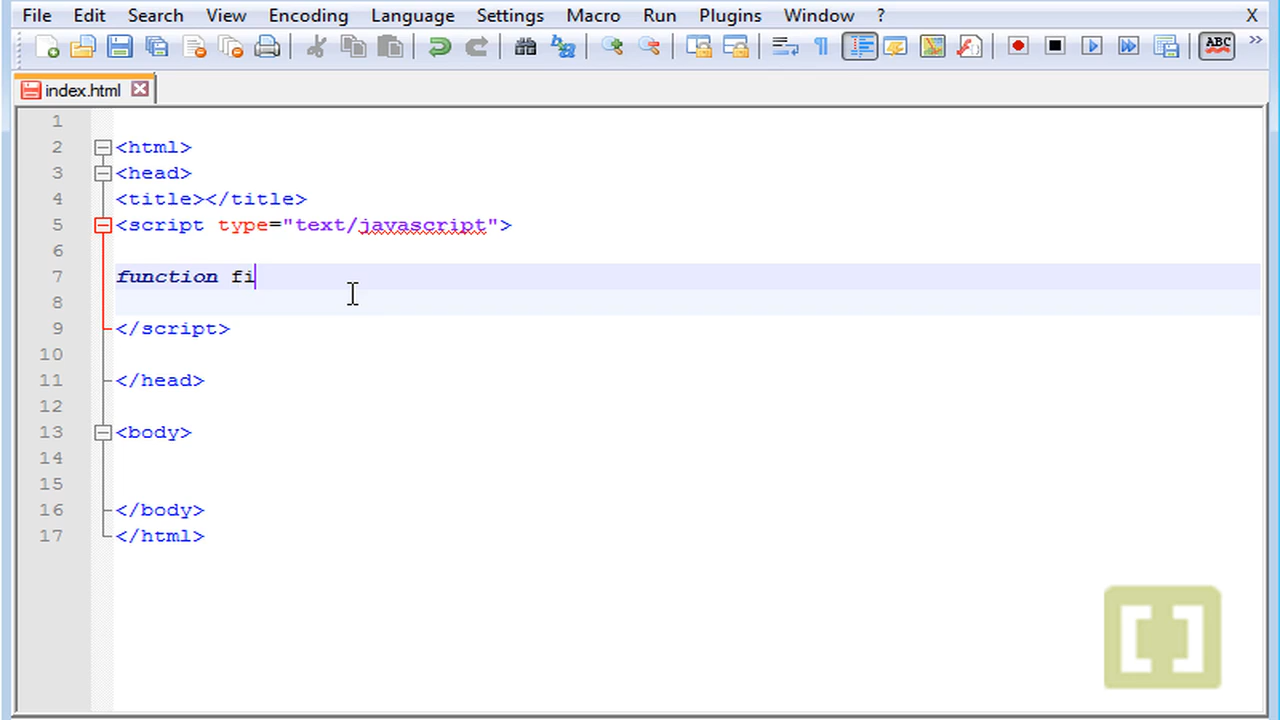 File Edit Search View Encoding Language Settings Macro Run Plugins Window ? X
ABC »
index.html
1
2 <html>
3 <head>
4 <title></title>
5 <script type="text/javascript">
6
7 function fi
8
9 </script>
10
11 </head>
12
13 <body>
14
15
16 </body>
17 </html>